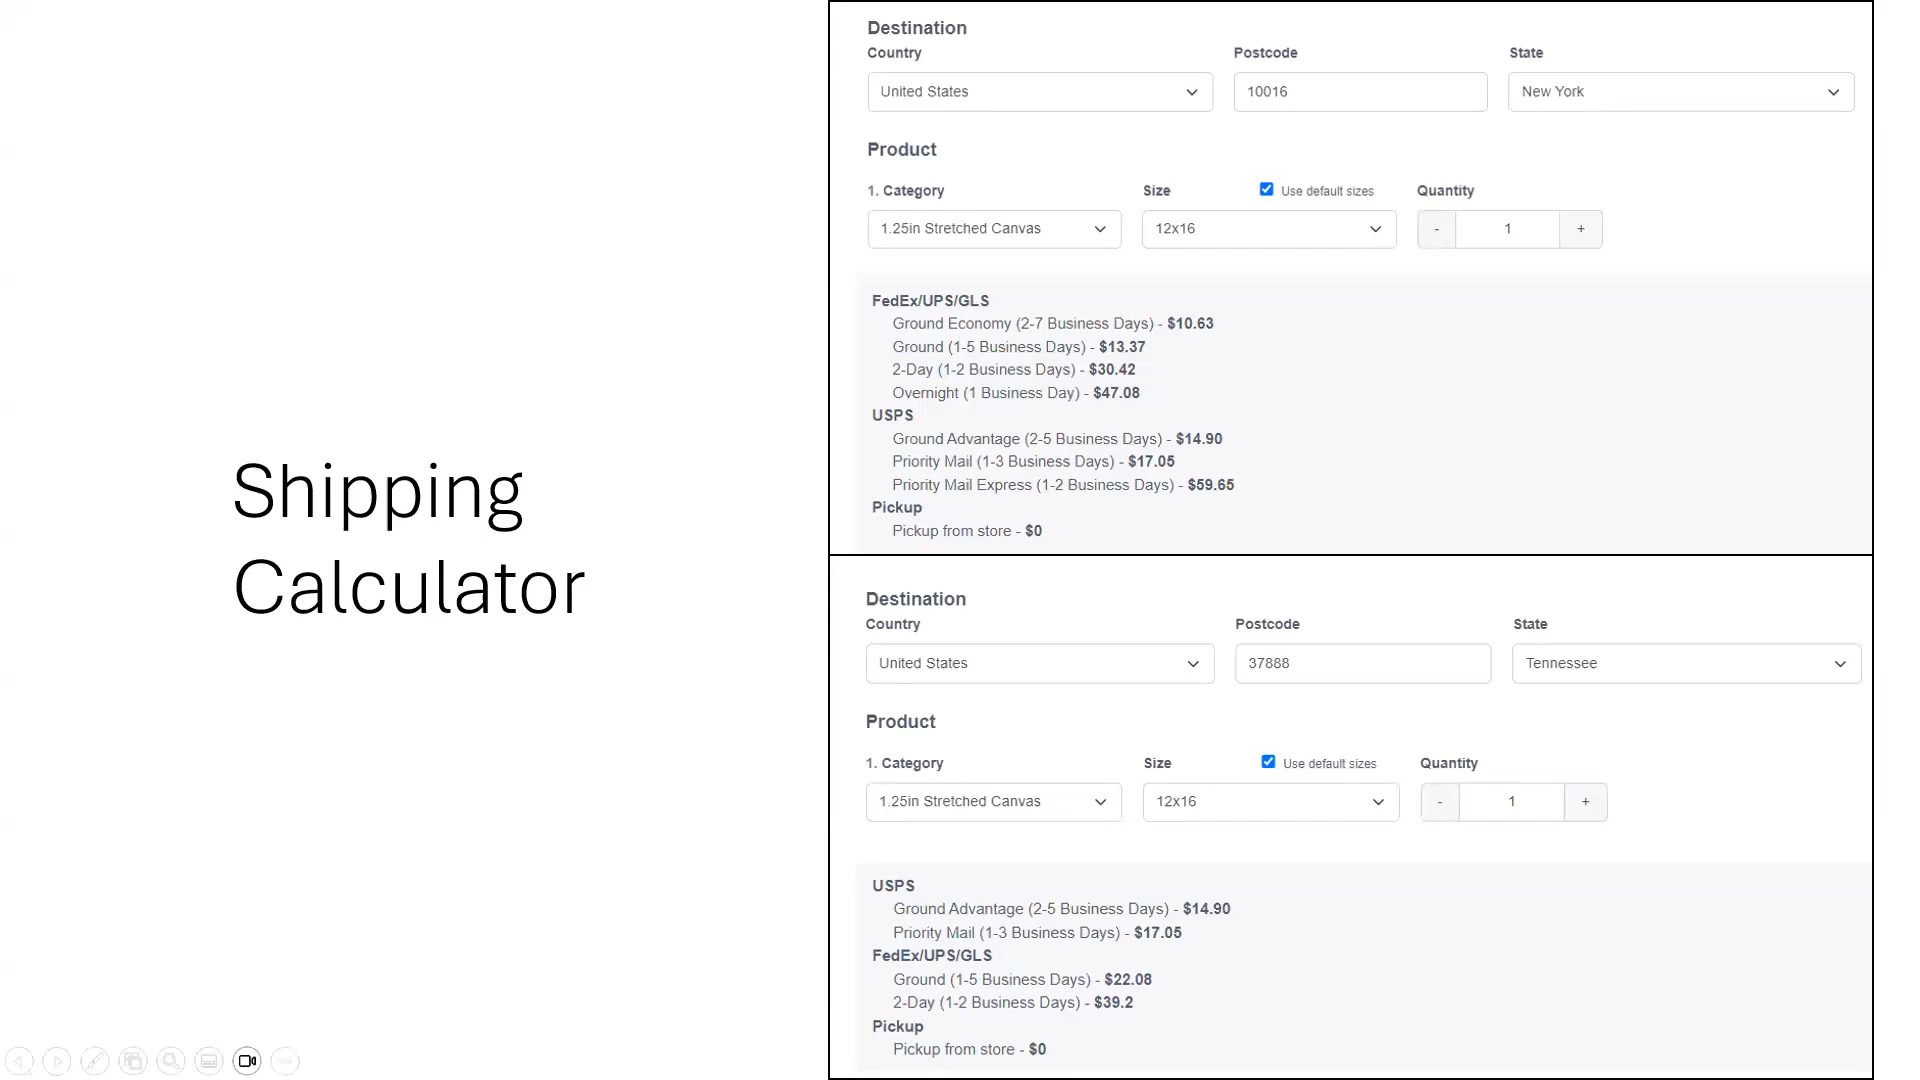 Shipping
Calculator
Destination
Country Postcode State
United States 10016 New York
Product
1. Category Size Use default sizes Quantity
1.25in Stretched Canvas 12x16 - 1 +
FedEx/UPS/GLS
Ground Economy (2-7 Business Days) - $10.63
Ground (1-5 Business Days) - $13.37
2-Day (1-2 Business Days) - $30.42
Overnight (1 Business Day) - $47.08
USPS
Ground Advantage (2-5 Business Days) - $14.90
Priority Mail (1-3 Business Days) - $17.05
Priority Mail Express (1-2 Business Days) - $59.65
Pickup
Pickup from store - $0
Destination
Country Postcode State
United States 37888 Tennessee
Product
1. Category Size Use default sizes Quantity
1.25in Stretched Canvas 12x16 - 1 +
USPS
Ground Advantage (2-5 Business Days) - $14.90
Priority Mail (1-3 Business Days) - $17.05
FedEx/UPS/GLS
Ground (1-5 Business Days) - $22.08
2-Day (1-2 Business Days) - $39.2
Pickup
Pickup from store - $0